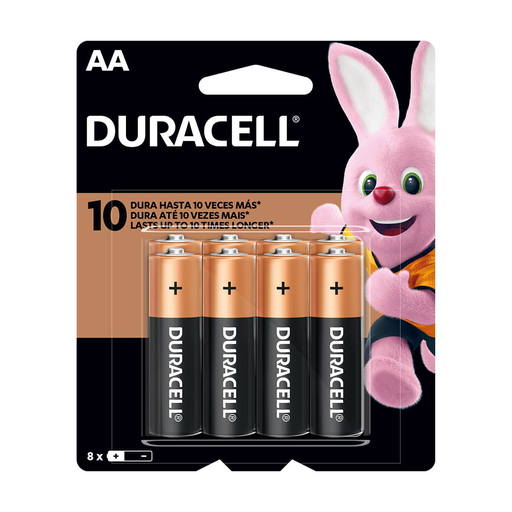 AA
DURACELL®
10
DURA HASTA 10 VECES MÁS*
DURA ATÉ 10 VEZES MAIS*
LASTS UP TO 10 TIMES LONGER*
+ + + +
DURACELL® DURACELL® DURACELL® DURACELL®
8x + -